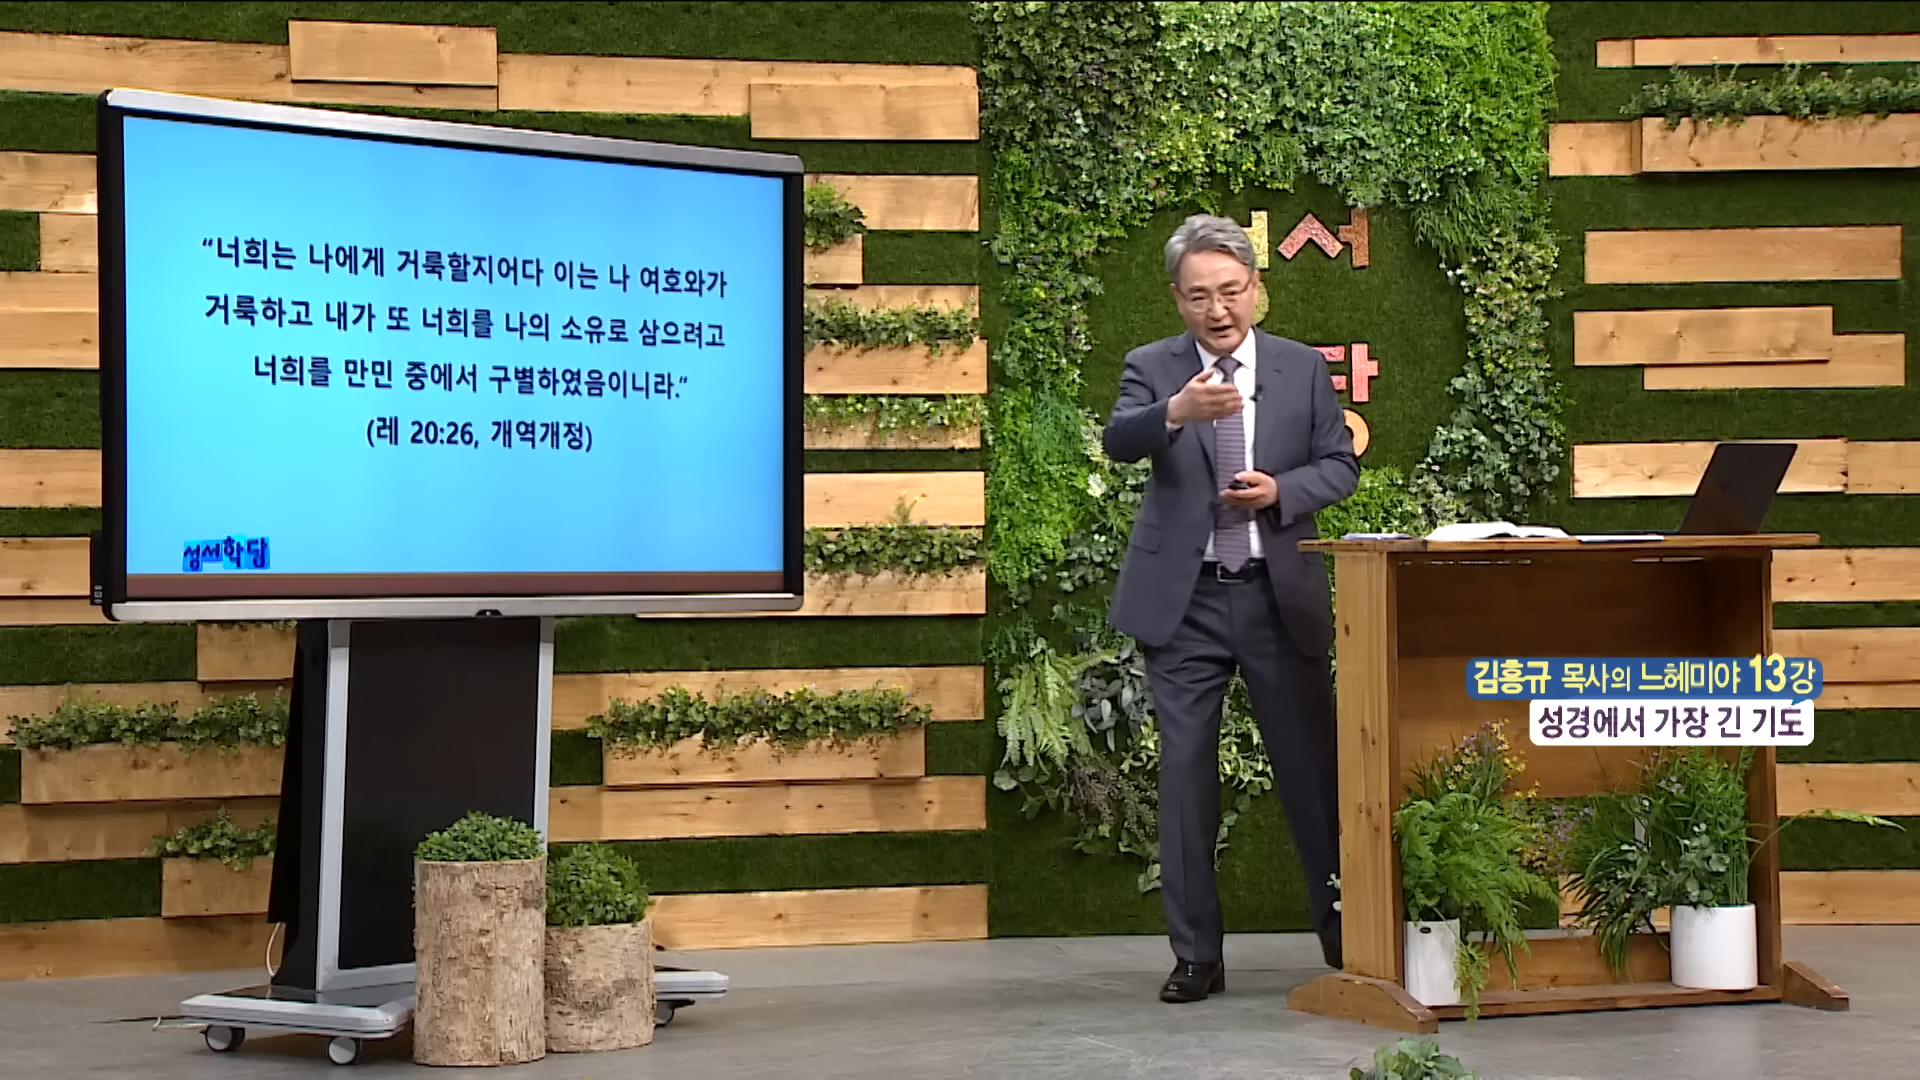 “너희는 나에게 거룩할지어다 이는 나 여호와가
거룩하고 내가 또 너희를 나의 소유로 삼으려고
너희를 만민 중에서 구별하였음이니라.”
(레 20:26, 개역개정)
성서학당
서
당
김흥규 목사의 느헤미야 13강
성경에서 가장 긴 기도